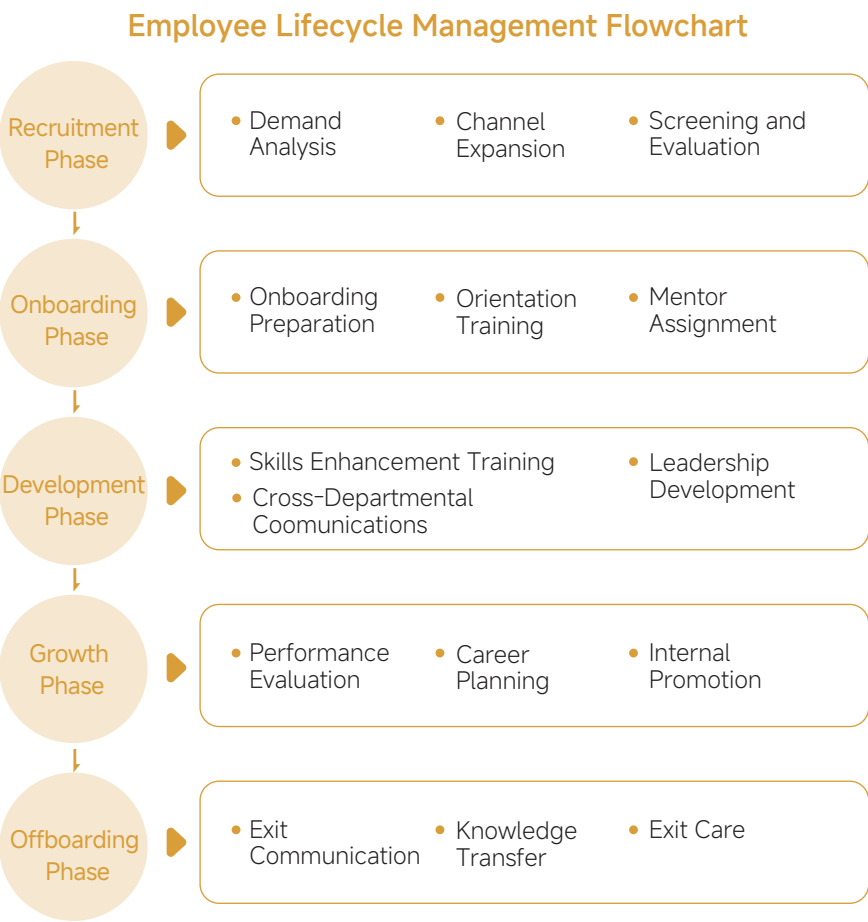 Employee Lifecycle Management Flowchart
Recruitment
Phase
• Demand
Analysis
• Channel
Expansion
• Screening and
Evaluation
Onboarding
Phase
• Onboarding
Preparation
• Orientation
Training
• Mentor
Assignment
Development
Phase
• Skills Enhancement Training
• Cross-Departmental
Coomunications
• Leadership
Development
Growth
Phase
• Performance
Evaluation
• Career
Planning
• Internal
Promotion
Offboarding
Phase
• Exit
Communication
• Knowledge
Transfer
• Exit Care